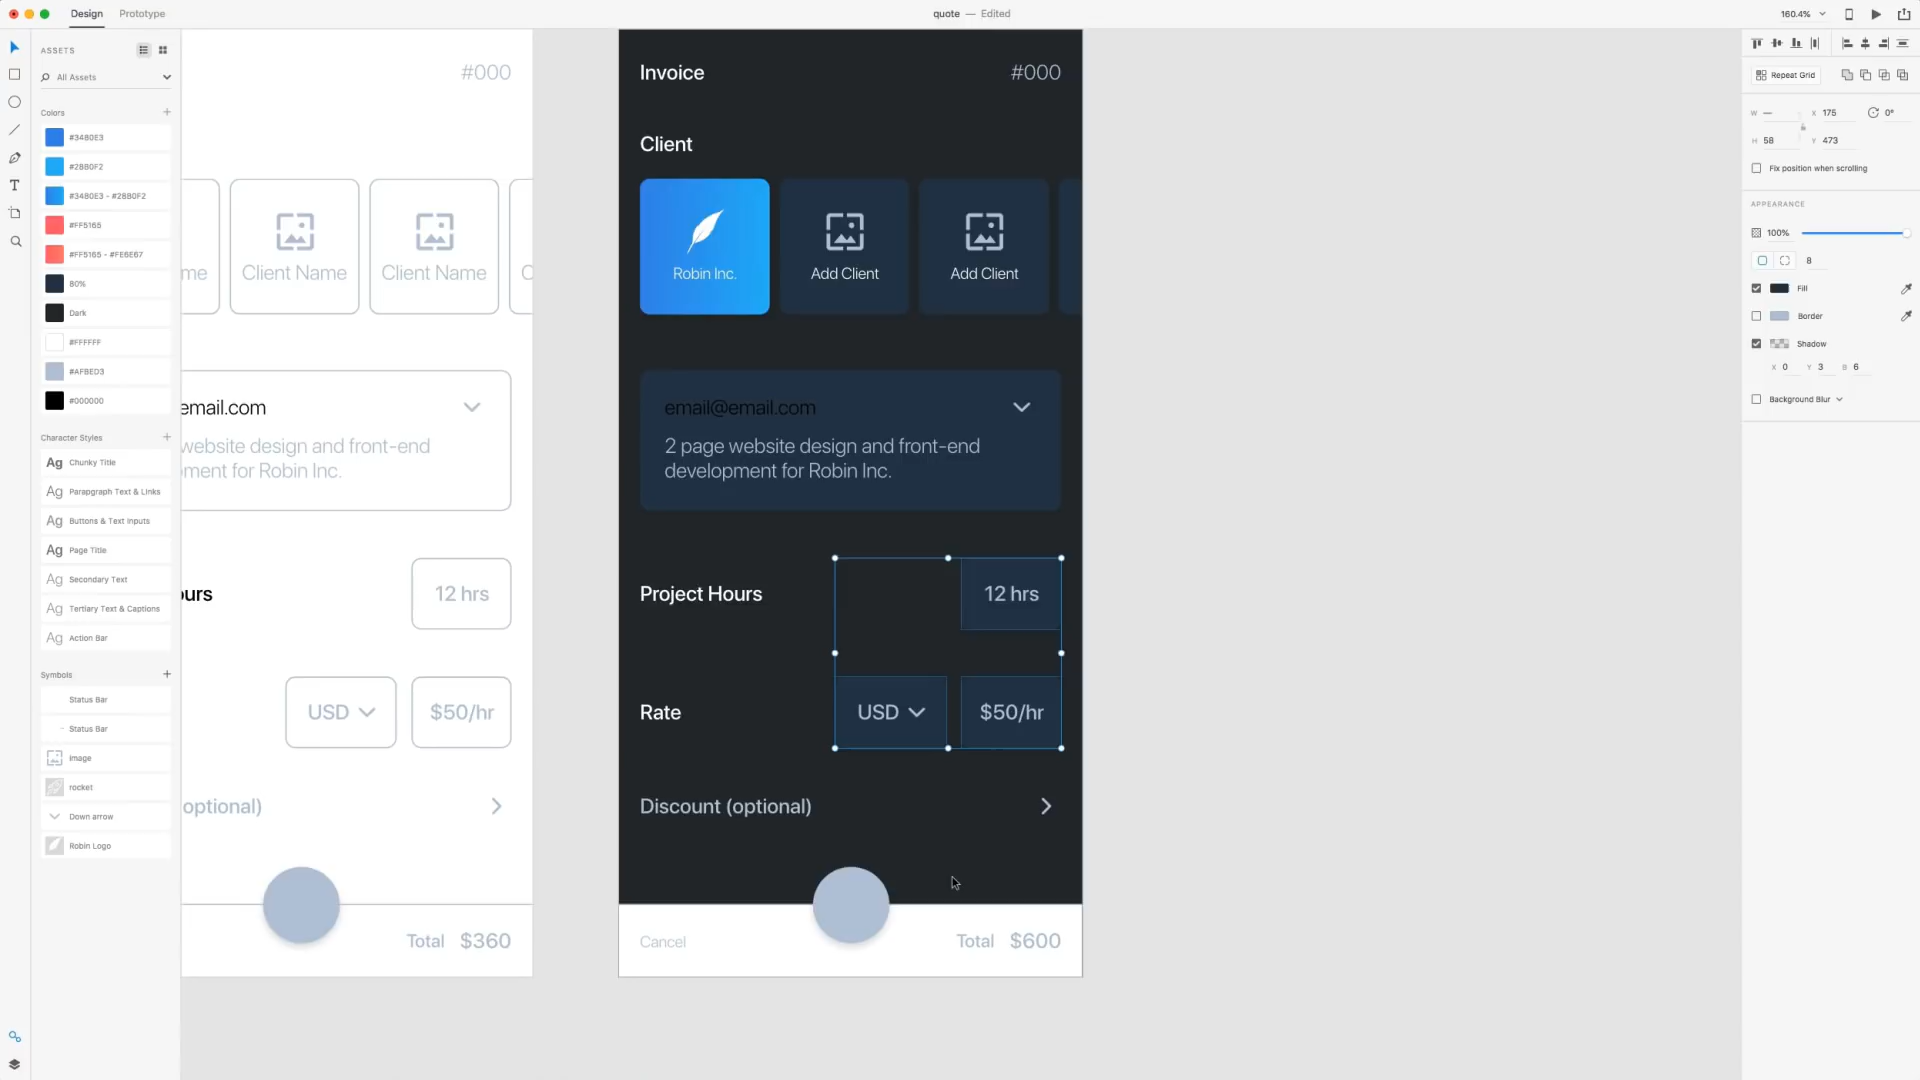 Design
Prototype
quote — Edited
160.4%
ASSETS
All Assets
Colors
#3480E3
#28B0F2
#3480E3 - #28B0F2
#FF5165
#FF5165 - #FE6E67
80%
Dark
#FFFFFF
#AFBED3
#000000
Character Styles
Ag Chunky Title
Ag Parapgraph Text & Links
Ag Buttons & Text Inputs
Ag Page Title
Ag Secondary Text
Ag Tertiary Text & Captions
Ag Action Bar
Symbols
Status Bar
Status Bar
image
rocket
Down arrow
Robin Logo
#000
me
Client Name
Client Name
C
email.com
website design and front-end
ment for Robin Inc.
ours
12 hrs
USD
$50/hr
optional)
Total $360
Invoice
#000
Client
Robin Inc.
Add Client
Add Client
email@email.com
2 page website design and front-end
development for Robin Inc.
Project Hours
12 hrs
Rate
USD
$50/hr
Discount (optional)
Cancel
Total $600
Repeat Grid
W —
X 175
0°
H 58
Y 473
Fix position when scrolling
APPEARANCE
100%
8
Fill
Border
Shadow
X 0
Y 3
B 6
Background Blur